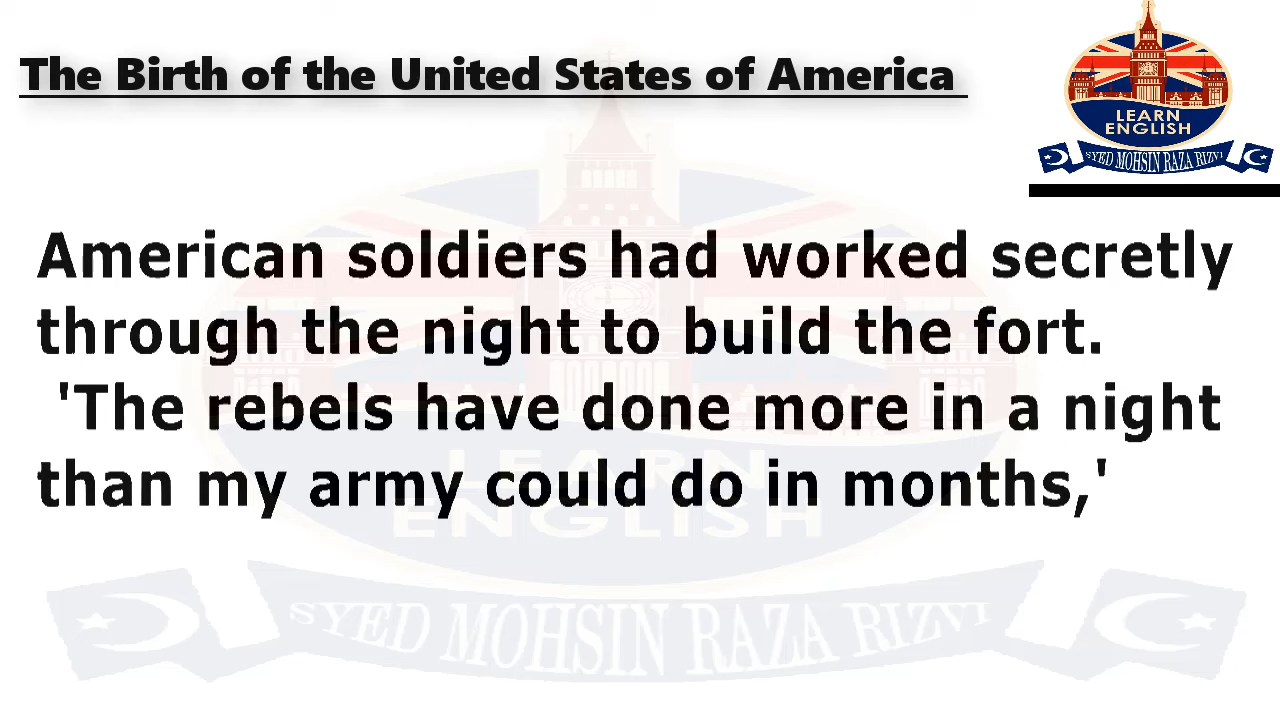 The Birth of the United States of America
LEARN
ENGLISH
SYED MOHSIN RAZA RIZVI
American soldiers had worked secretly
through the night to build the fort.
'The rebels have done more in a night
than my army could do in months,'
LEARN
ENGLISH
SYED MOHSIN RAZA RIZVI